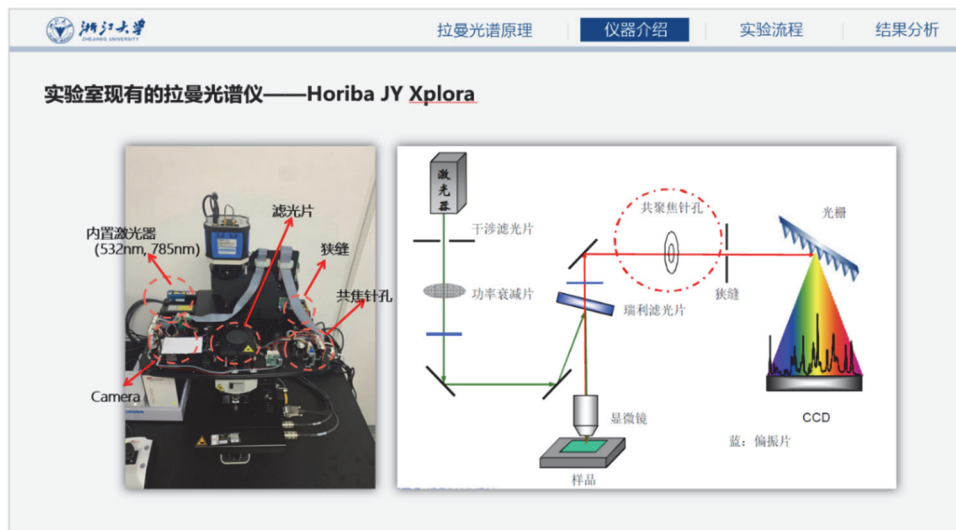 浙江大学
ZHEJIANG UNIVERSITY
拉曼光谱原理
仪器介绍
实验流程
结果分析
实验室现有的拉曼光谱仪——Horiba JY Xplora
滤光片
内置激光器
(532nm, 785nm)
狭缝
共焦针孔
Camera
激光器
干涉滤光片
功率衰减片
共聚焦针孔
光栅
狭缝
瑞利滤光片
显微镜
样品
CCD
蓝：偏振片